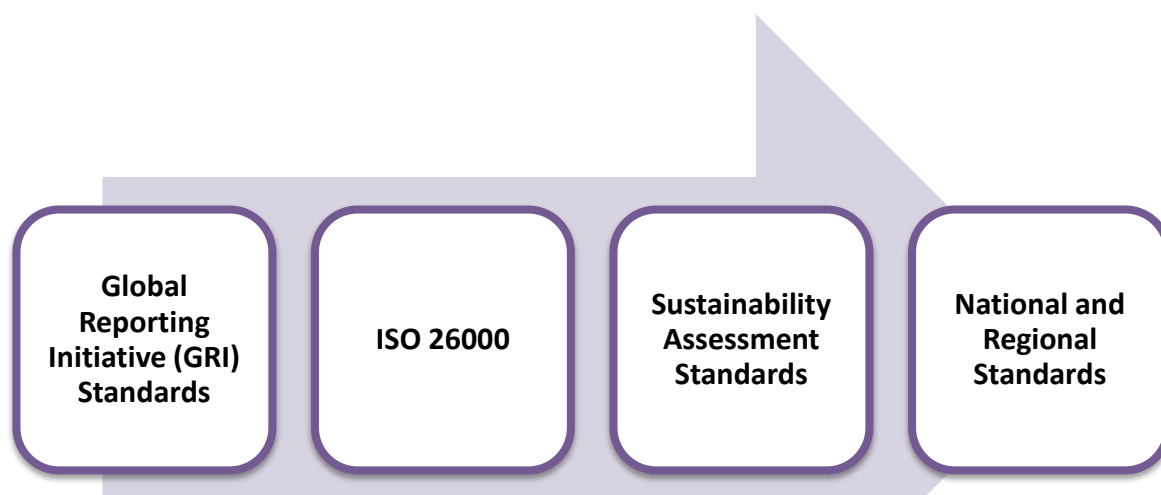 Global
Reporting
Initiative (GRI)
Standards
ISO 26000
Sustainability
Assessment
Standards
National and
Regional
Standards